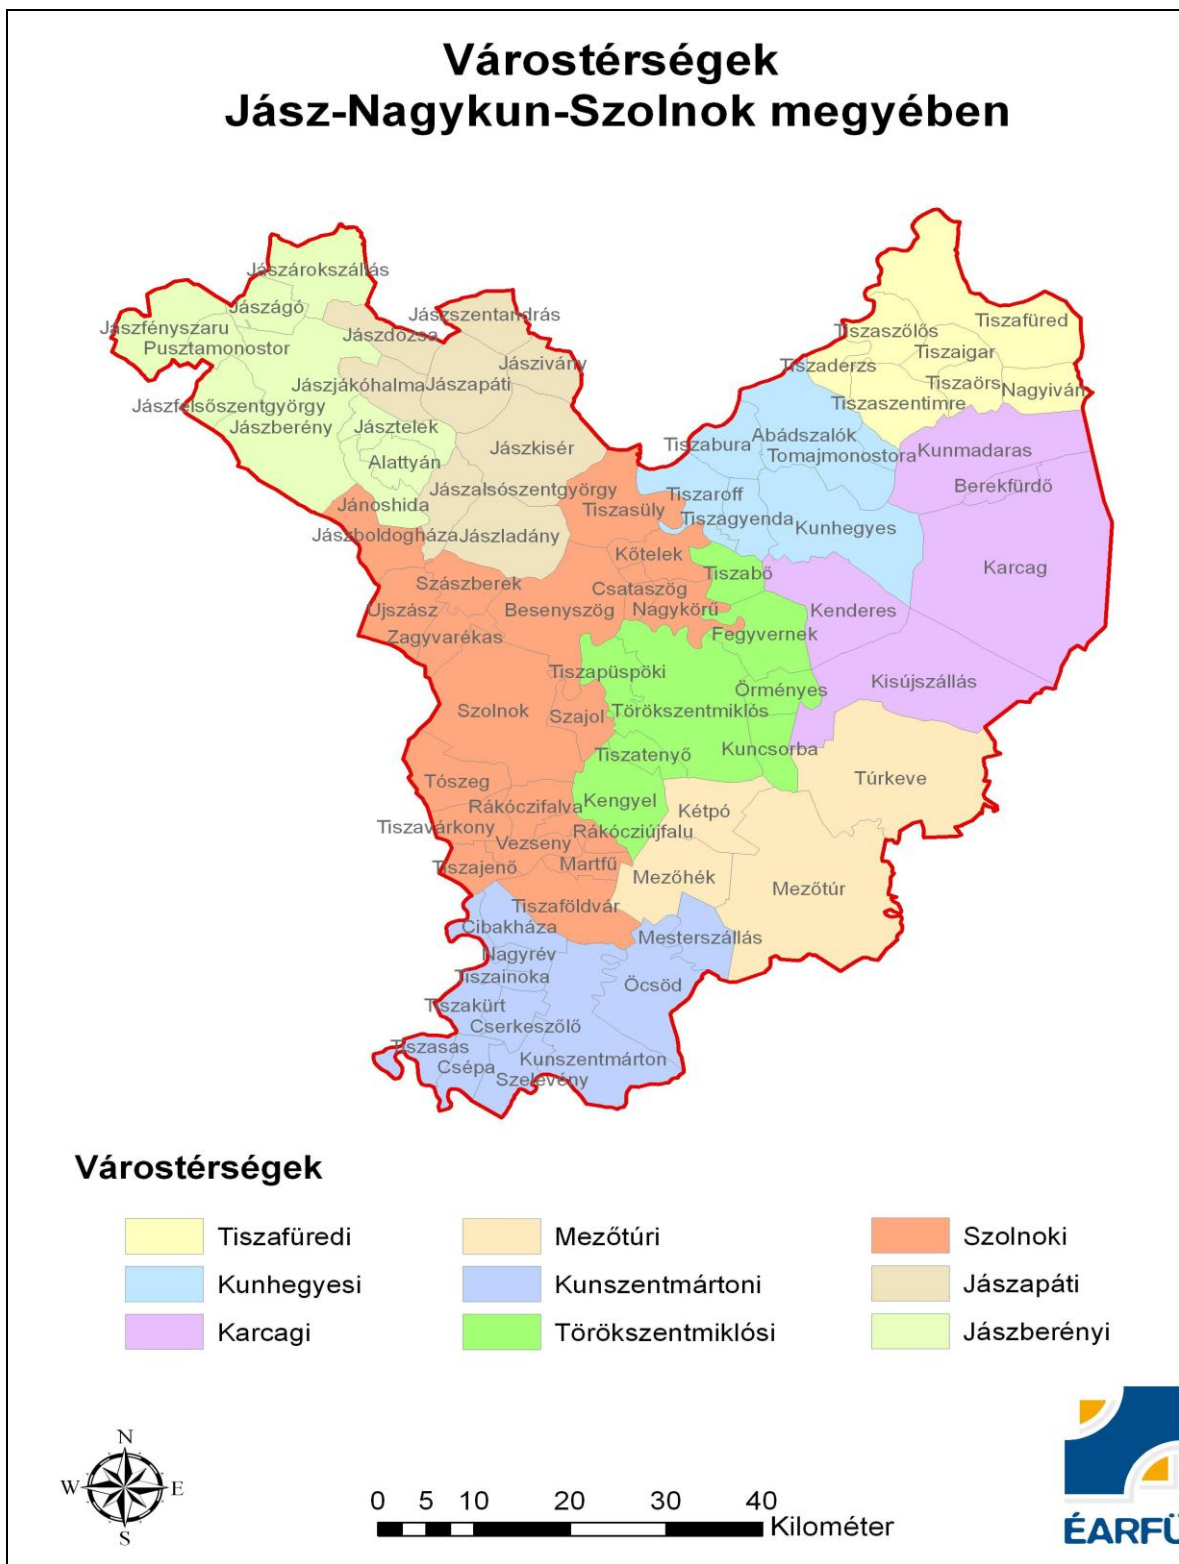 Várostérségek
Jász-Nagykun-Szolnok megyében
Jászárokszállás
Jászágó
Jászszentandrás
Jászfényszaru
Jászdózsa
Pusztamonostor
Jászivány
Jászjákóhalma
Jászapáti
Jászfelsőszentgyörgy
Jászberény
Jásztelek
Jászkisér
Alattyán
Jászalsószentgyörgy
Jánoshida
Jászboldogháza
Jászladány
Tiszafüred
Tiszaszőlős
Tiszaigar
Tiszaderzs
Tiszaörs
Nagyiván
Tiszaszentimre
Tiszabura
Abádszalók
Tomajmonostora
Kunmadaras
Berekfürdő
Tiszaroff
Tiszasüly
Tiszagyenda
Kunhegyes
Kőtelek
Tiszabő
Karcag
Szászberek
Csataszög
Besenyszög
Nagykörű
Kenderes
Ujszász
Zagyvarékas
Fegyvernek
Tiszapüspöki
Örményes
Kisújszállás
Szolnok
Szajol
Törökszentmiklós
Tiszatenyő
Kuncsorba
Túrkeve
Tószeg
Rákóczifalva
Kengyel
Kétpó
Tiszavárkony
Vezseny
Rákócziújfalu
Tiszajenő
Martfű
Mezőhék
Mezőtúr
Tiszaföldvár
Cibakháza
Mesterszállás
Nagyrév
Tiszainoka
Öcsöd
Tiszakürt
Cserkeszőlő
Tiszasas
Csépa
Kunszentmárton
Szelevény
Várostérségek
Tiszafüredi
Mezőtúri
Szolnoki
Kunhegyesi
Kunszentmártoni
Jászapáti
Karcagi
Törökszentmiklósi
Jászberényi
N
W E
S
0 5 10 20 30 40
Kilométer
ÉARFÜ